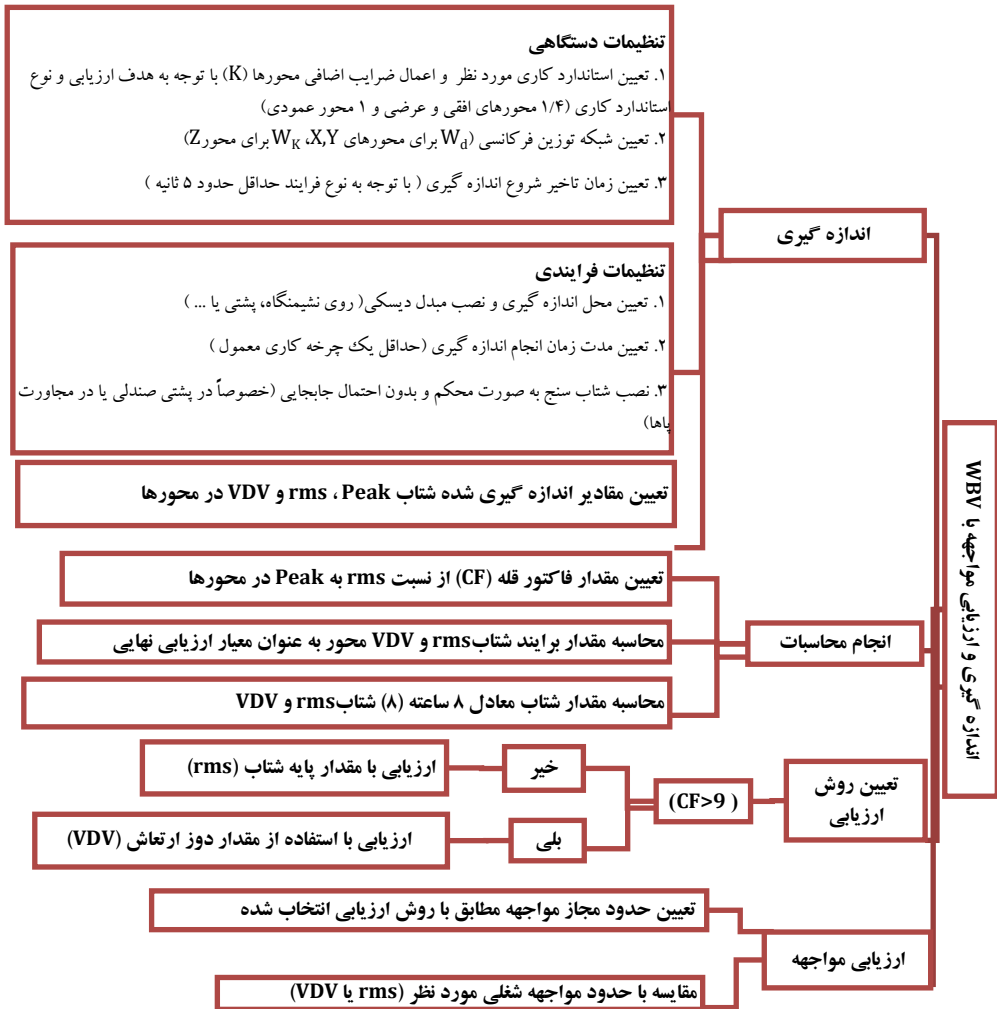 اندازه گیری و ارزیابی مواجهه با WBV
اندازه گیری
تنظیمات دستگاهی
۱. تعیین استاندارد کاری مورد نظر و اعمال ضرایب اضافی محورها (K) با توجه به هدف ارزیابی و نوع
استاندارد کاری (۱/۴ محورهای افقی و عرضی و ۱ محور عمودی)
۲. تعیین شبکه توزین فرکانسی (Wd برای محورهای X,Y، WK برای محور Z)
۳. تعیین زمان تاخیر شروع اندازه گیری ( با توجه به نوع فرایند حداقل حدود ۵ ثانیه )
تنظیمات فرایندی
۱. تعیین محل اندازه گیری و نصب مبدل دیسکی( روی نشیمنگاه، پشتی یا ... )
۲. تعیین مدت زمان انجام اندازه گیری (حداقل یک چرخه کاری معمول )
۳. نصب شتاب سنج به صورت محکم و بدون احتمال جابجایی (خصوصاً در پشتی صندلی یا در مجاورت
پاها)
تعیین مقادیر اندازه گیری شده شتاب rms ، Peak و VDV در محورها
انجام محاسبات
تعیین مقدار فاکتور قله (CF) از نسبت rms به Peak در محورها
محاسبه مقدار برایند شتابrms و VDV محور به عنوان معیار ارزیابی نهایی
محاسبه مقدار شتاب معادل ۸ ساعته (۸) شتابrms و VDV
تعیین روش
ارزیابی
( CF>9)
خیر
ارزیابی با مقدار پایه شتاب (rms)
بلی
ارزیابی با استفاده از مقدار دوز ارتعاش (VDV)
ارزیابی مواجهه
تعیین حدود مجاز مواجهه مطابق با روش ارزیابی انتخاب شده
مقایسه با حدود مواجهه شغلی مورد نظر (rms یا VDV)